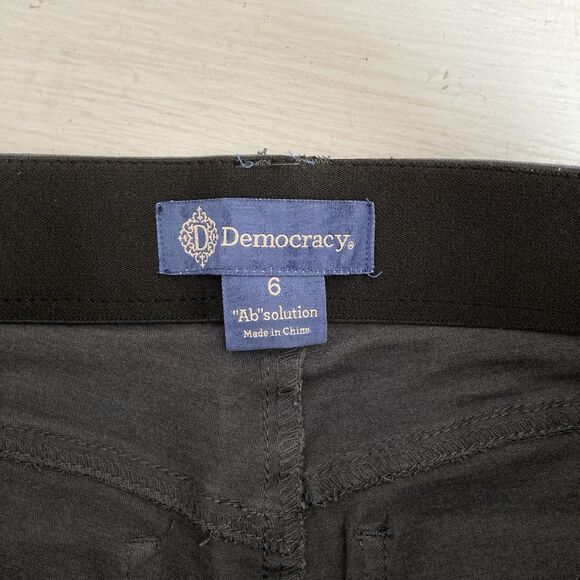 D Democracy®
6
"Ab"solution
Made in China